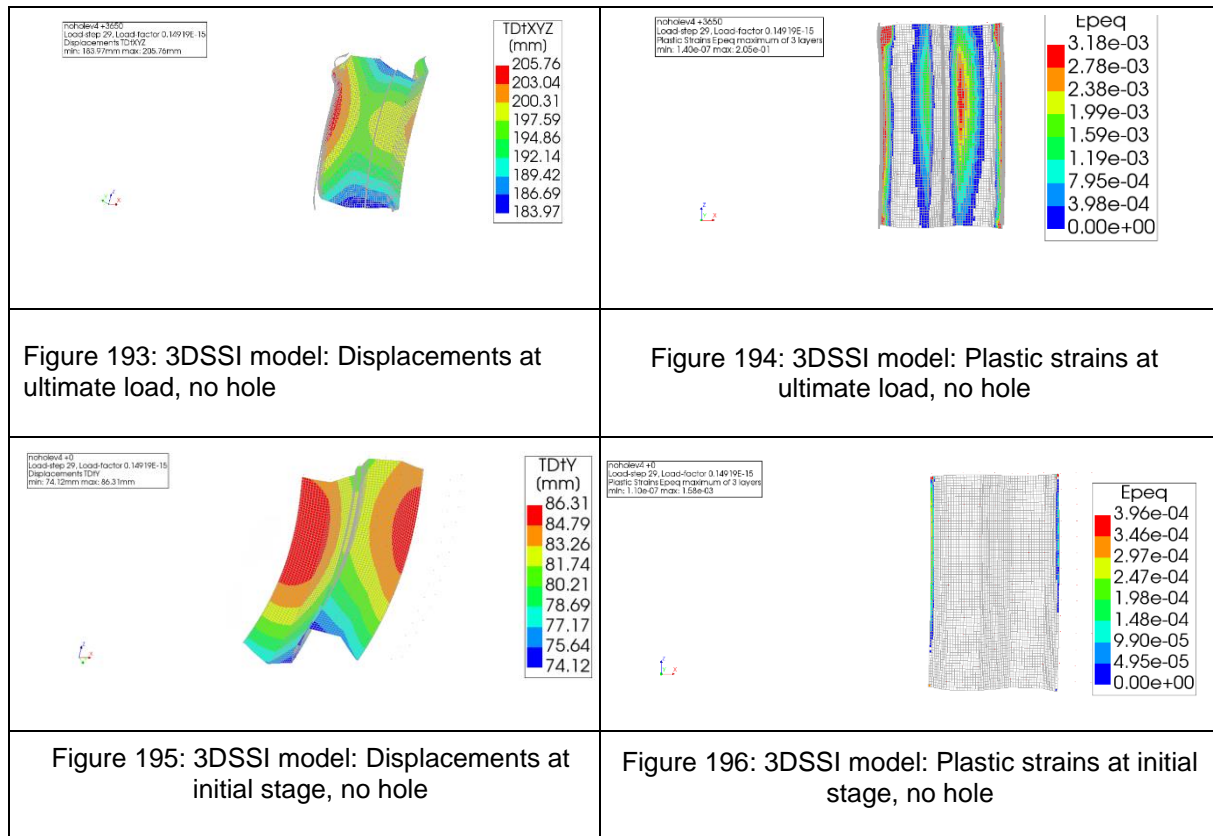 noholev4 +3650
Load-step 29, Load-factor 0.14919E-15
Displacements TDtXYZ
min: 183.97mm max: 205.76mm
TDtXYZ
(mm)
205.76
203.04
200.31
197.59
194.86
192.14
189.42
186.69
183.97
noholev4 +3650
Load-step 29, Load-factor 0.14919E-15
Plastic Strains Epeq maximum of 3 layers
min: 1.40e-07 max: 2.05e-01
Epeq
3.18e-03
2.78e-03
2.38e-03
1.99e-03
1.59e-03
1.19e-03
7.95e-04
3.98e-04
0.00e+00
Figure 193: 3DSSI model: Displacements at
ultimate load, no hole
Figure 194: 3DSSI model: Plastic strains at
ultimate load, no hole
noholev4 +0
Load-step 29, Load-factor 0.14919E-15
Displacements TDtY
min: 74.12mm max: 86.31mm
TDtY
(mm)
86.31
84.79
83.26
81.74
80.21
78.69
77.17
75.64
74.12
noholev4 +0
Load-step 29, Load-factor 0.14919E-15
Plastic Strains Epeq maximum of 3 layers
min: 1.10e-07 max: 1.58e-03
Epeq
3.96e-04
3.46e-04
2.97e-04
2.47e-04
1.98e-04
1.48e-04
9.90e-05
4.95e-05
0.00e+00
Figure 195: 3DSSI model: Displacements at
initial stage, no hole
Figure 196: 3DSSI model: Plastic strains at initial
stage, no hole